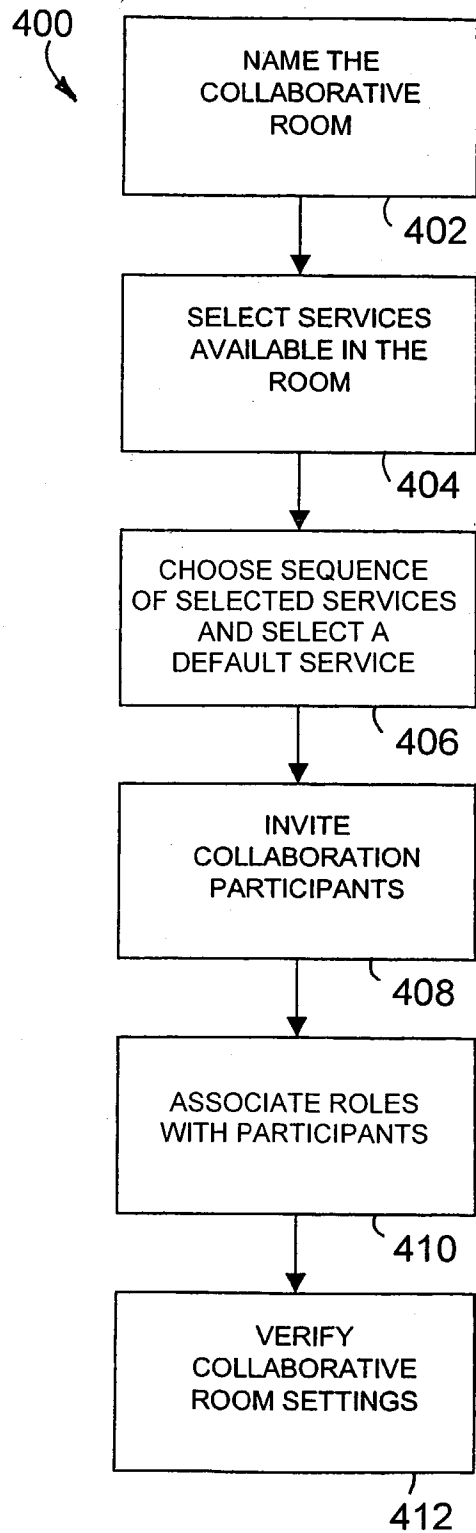 400
NAME THE
COLLABORATIVE
ROOM
402
SELECT SERVICES
AVAILABLE IN THE
ROOM
404
CHOOSE SEQUENCE
OF SELECTED SERVICES
AND SELECT A
DEFAULT SERVICE
406
INVITE
COLLABORATION
PARTICIPANTS
408
ASSOCIATE ROLES
WITH PARTICIPANTS
410
VERIFY
COLLABORATIVE
ROOM SETTINGS
412